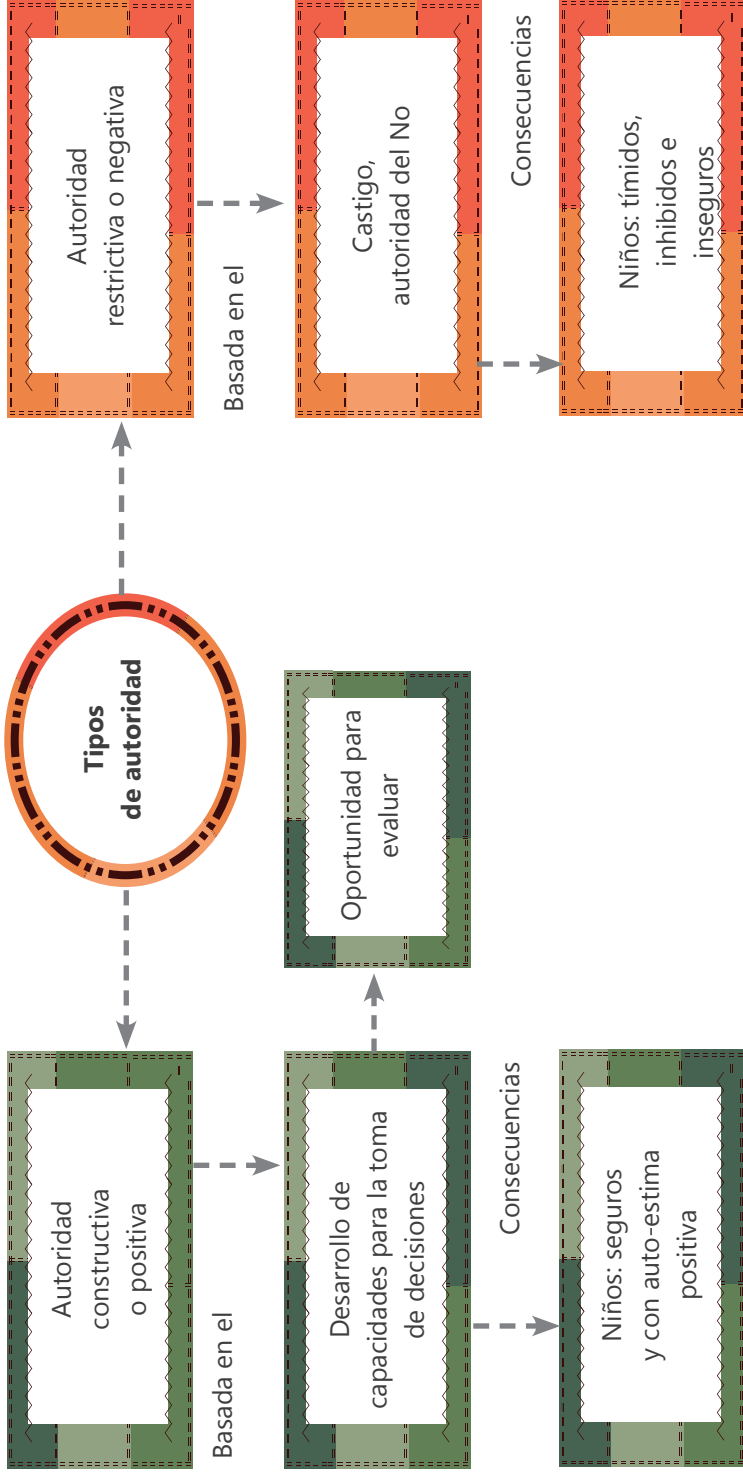 Tipos
de autoridad
Autoridad
constructiva
o positiva
Basada en el
Desarrollo de
capacidades para la toma
de decisiones
Oportunidad para
evaluar
Consecuencias
Niños: seguros
y con auto-estima
positiva
Autoridad
restrictiva o negativa
Basada en el
Castigo,
autoridad del No
Consecuencias
Niños: tímidos,
inhibidos e
inseguros